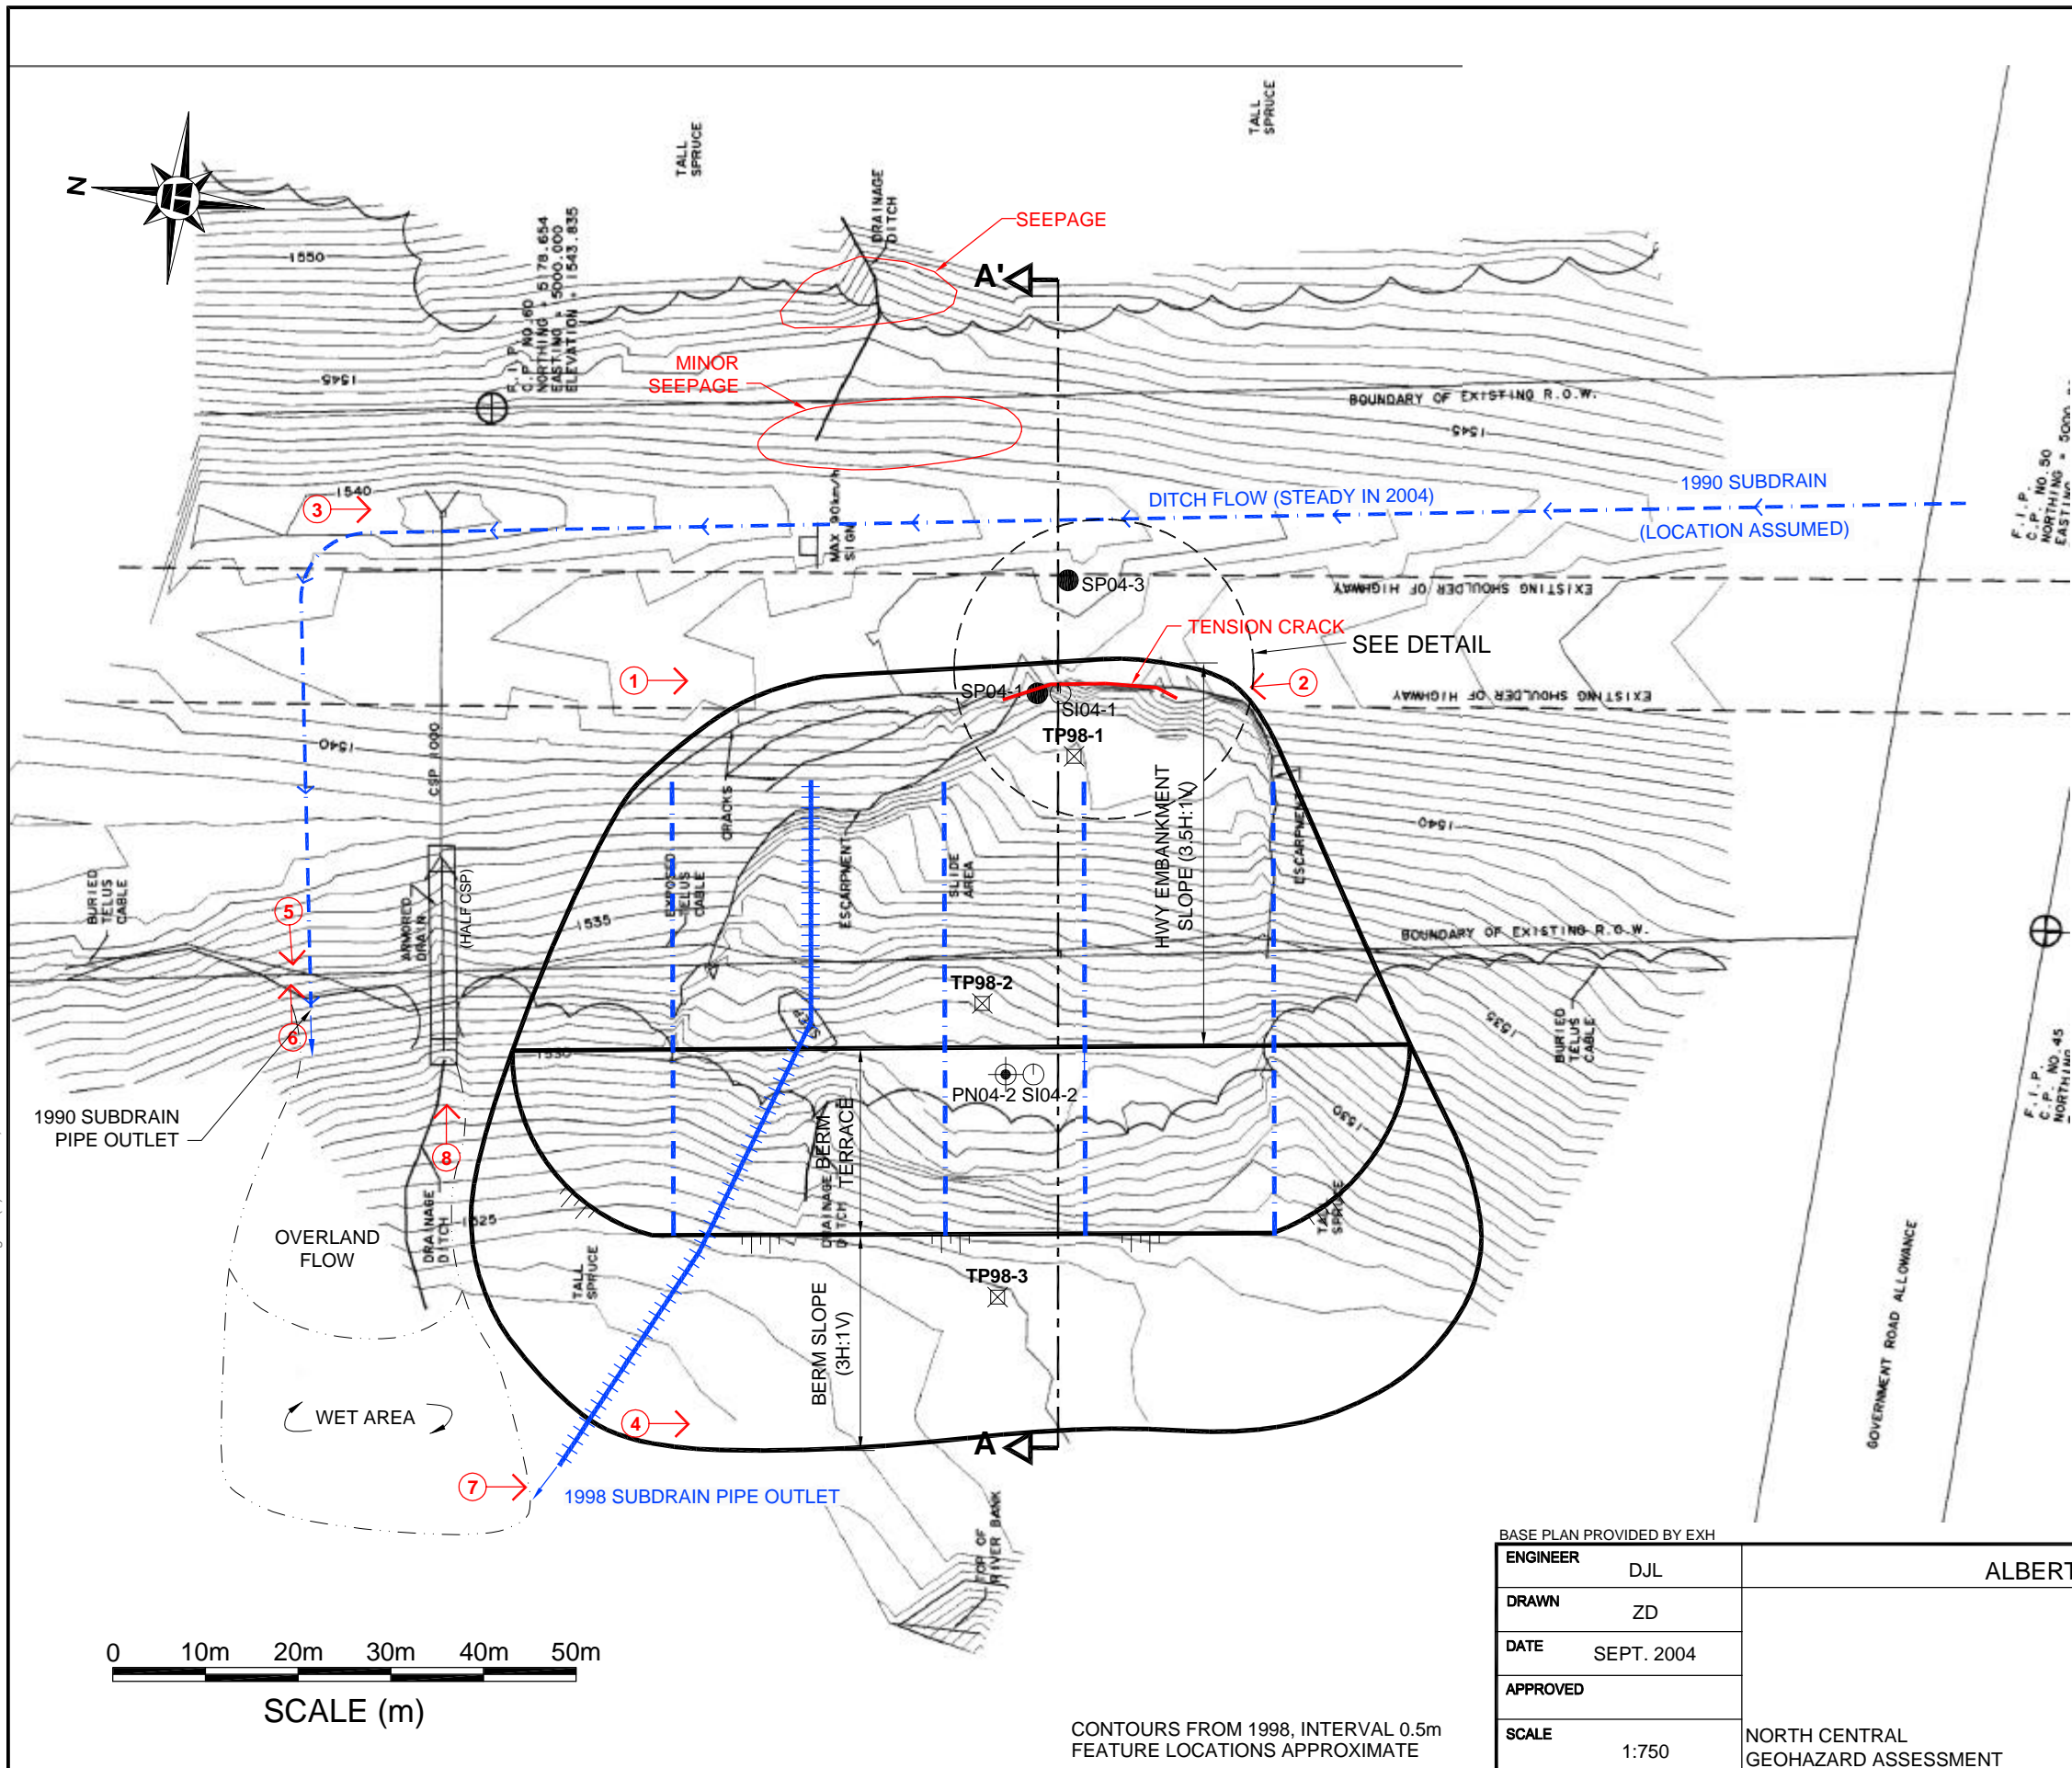 TALL
SPRUCE
TALL
SPRUCE
N
1550
F.I.P.
C.P. NO.60
NORTHING = 5178.654
EASTING = 5000.000
ELEVATION = 1543.835
DRAINAGE
DITCH
SEEPAGE
A'
MINOR
SEEPAGE
1545
BOUNDARY OF EXISTING R.O.W.
1545
F.I.P.
C.P. NO.50
NORTHING
EASTING = 5000
1540
3
MAX 90km/h
SIGN
DITCH FLOW (STEADY IN 2004)
1990 SUBDRAIN
(LOCATION ASSUMED)
SP04-3
EXISTING SHOULDER OF HIGHWAY
TENSION CRACK
SEE DETAIL
1
2
SP04-1
SI04-1
EXISTING SHOULDER OF HIGHWAY
TP98-1
1540
CSP 1000
CRACKS
HWY EMBANKMENT
SLOPE (3.5H:1V)
ESCARPMENT
1540
BURIED
TELUS
CABLE
5
ARMORED
DRAIN
(HALF CSP)
1535
EXPOSED
TELUS
CABLE
ESCARPMENT
SLIDE
AREA
BOUNDARY OF EXISTING R.O.W.
TP98-2
1535
BURIED
TELUS
CABLE
6
1530
PN04-2 SI04-2
1530
F.I.P.
C.P. NO.45
NORTHING
1990 SUBDRAIN
PIPE OUTLET
8
BERM
TERRACE
DRAINAGE
DITCH
TALL
SPRUCE
DRAINAGE
DITCH
1525
OVERLAND
FLOW
TALL
SPRUCE
TP98-3
BERM SLOPE
(3H:1V)
GOVERNMENT ROAD ALLOWANCE
WET AREA
4
A
7
1998 SUBDRAIN PIPE OUTLET
TOP OF
RIVER BANK
BASE PLAN PROVIDED BY EXH
ENGINEER DJL
ALBERT
DRAWN ZD
DATE SEPT. 2004
APPROVED
SCALE 1:750
NORTH CENTRAL
GEOHAZARD ASSESSMENT
0 10m 20m 30m 40m 50m
SCALE (m)
CONTOURS FROM 1998, INTERVAL 0.5m
FEATURE LOCATIONS APPROXIMATE